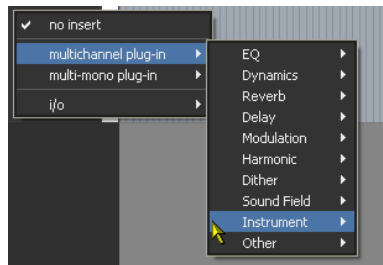 no insert
multichannel plug-in
multi-mono plug-in
i/o
EQ
Dynamics
Reverb
Delay
Modulation
Harmonic
Dither
Sound Field
Instrument
Other